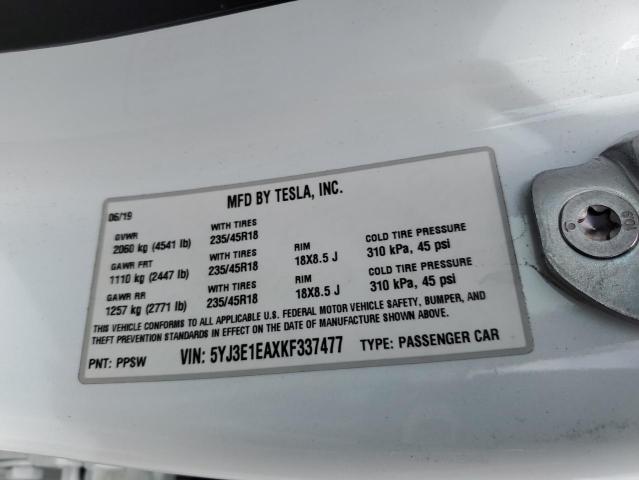 MFD BY TESLA, INC.
06/19
GVWR
2060 kg (4541 lb)
WITH TIRES
235/45R18
GAWR FRT
1110 kg (2447 lb)
WITH TIRES
235/45R18
RIM
18X8.5 J
COLD TIRE PRESSURE
310 kPa, 45 psi
GAWR RR
1257 kg (2771 lb)
WITH TIRES
235/45R18
RIM
18X8.5 J
COLD TIRE PRESSURE
310 kPa, 45 psi
THIS VEHICLE CONFORMS TO ALL APPLICABLE U.S. FEDERAL MOTOR VEHICLE SAFETY, BUMPER, AND
THEFT PREVENTION STANDARDS IN EFFECT ON THE DATE OF MANUFACTURE SHOWN ABOVE.
PNT: PPSW VIN: 5YJ3E1EAXKF337477 TYPE: PASSENGER CAR